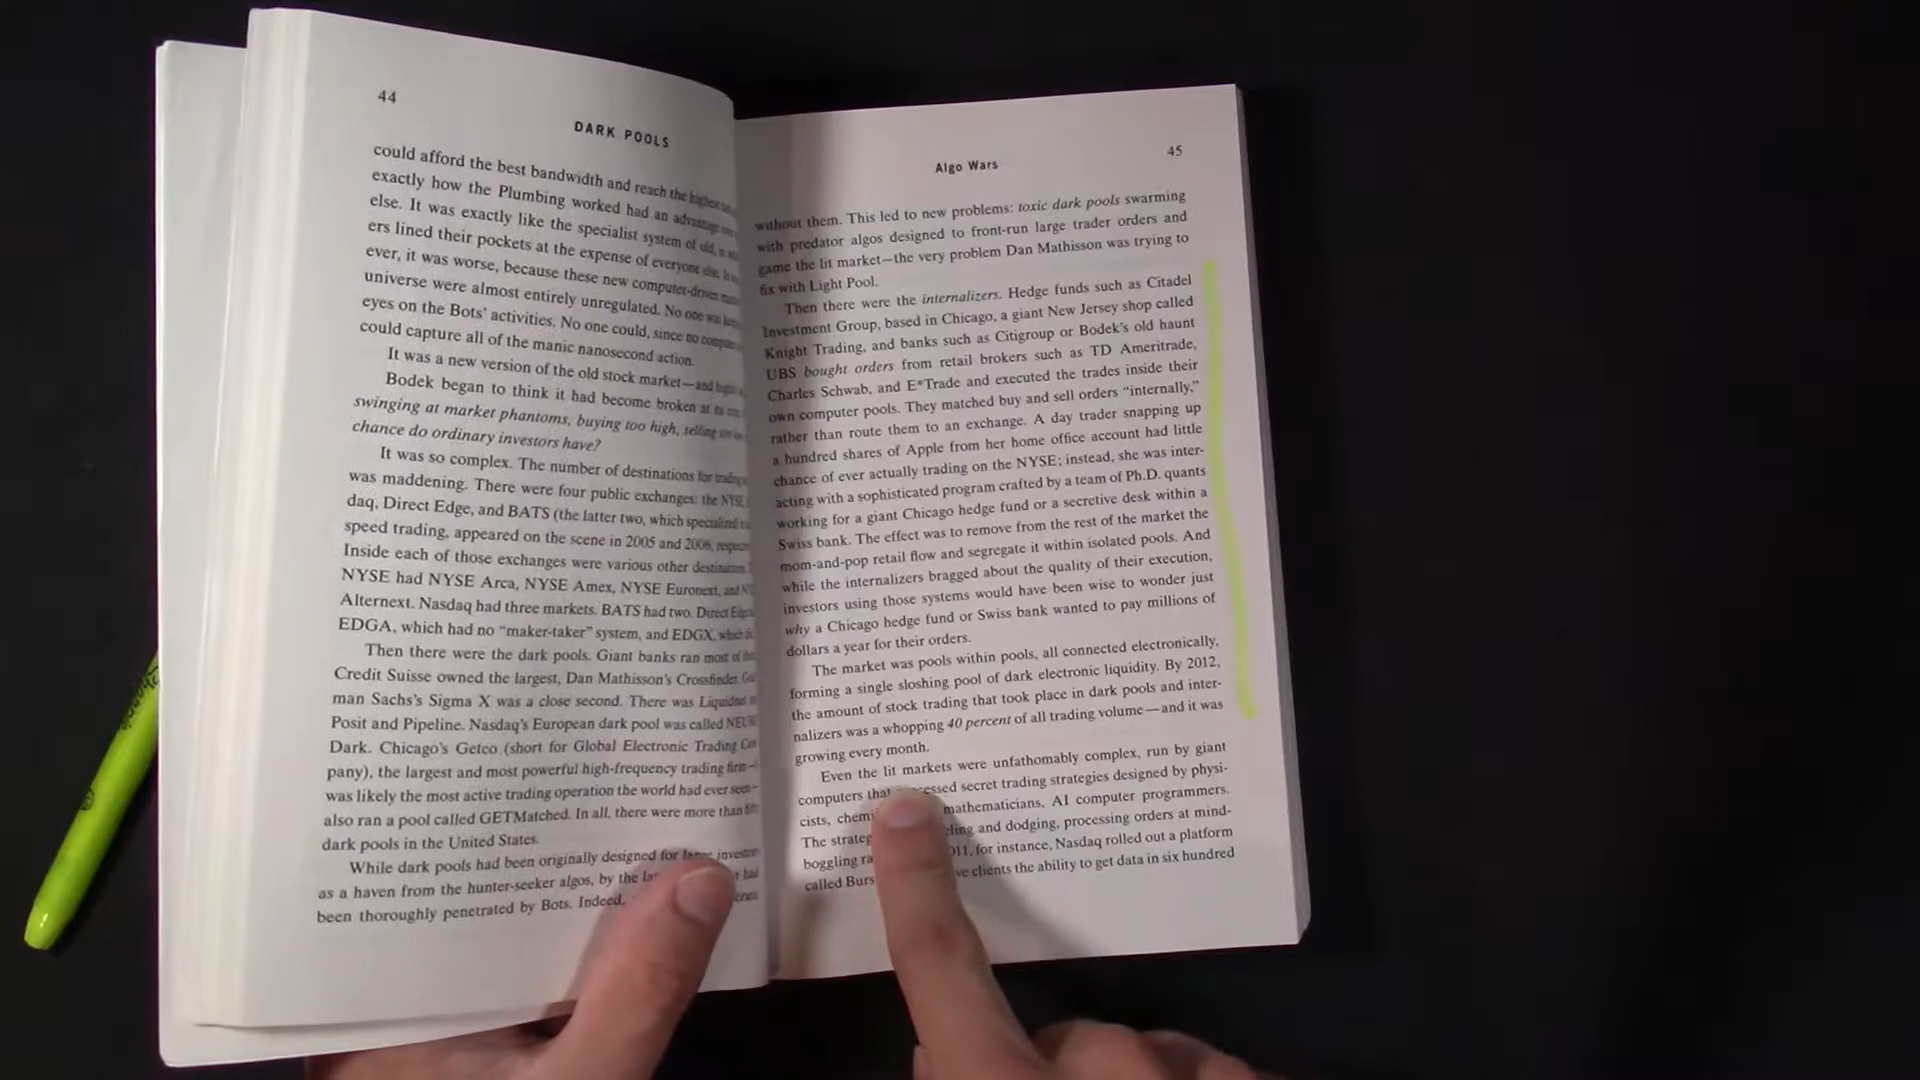 44
DARK POOLS
could afford the best bandwidth and reach the highest
exactly how the Plumbing worked had an advantage
else. It was exactly like the specialist system of old,
ers lined their pockets at the expense of everyone else.
ever, it was worse, because these new computer-driven
universe were almost entirely unregulated. No one was
eyes on the Bots' activities. No one could, since no
could capture all of the manic nanosecond action.
It was a new version of the old stock market—and
Bodek began to think it had become broken at its
swinging at market phantoms, buying too high, selling
chance do ordinary investors have?
It was so complex. The number of destinations for
was maddening. There were four public exchanges: the NYSE,
daq, Direct Edge, and BATS (the latter two, which specialized
speed trading, appeared on the scene in 2005 and 2006,
Inside each of those exchanges were various other
NYSE had NYSE Arca, NYSE Amex, NYSE Euronext, and
Alternext. Nasdaq had three markets. BATS had two. Direct
EDGA, which had no "maker-taker" system, and EDGX,
Then there were the dark pools. Giant banks ran most of
Credit Suisse owned the largest, Dan Mathisson's Crossfinder.
man Sachs's Sigma X was a close second. There was Liquidnet
Posit and Pipeline. Nasdaq's European dark pool was called
Dark. Chicago's Getco (short for Global Electronic Trading
pany), the largest and most powerful high-frequency trading firm—
was likely the most active trading operation the world had ever seen—
also ran a pool called GETMatched. In all, there were more than
dark pools in the United States.
While dark pools had been originally designed for large
as a haven from the hunter-seeker algos, by the had
been thoroughly penetrated by Bots. Indeed,
Algo Wars
45
without them. This led to new problems: toxic dark pools swarming
with predator algos designed to front-run large trader orders and
game the lit market—the very problem Dan Mathisson was trying to
fix with Light Pool.
Then there were the internalizers. Hedge funds such as Citadel
Investment Group, based in Chicago, a giant New Jersey shop called
Knight Trading, and banks such as Citigroup or Bodek's old haunt
UBS bought orders from retail brokers such as TD Ameritrade,
Charles Schwab, and E*Trade and executed the trades inside their
own computer pools. They matched buy and sell orders "internally,"
rather than route them to an exchange. A day trader snapping up
a hundred shares of Apple from her home office account had little
chance of ever actually trading on the NYSE; instead, she was inter-
acting with a sophisticated program crafted by a team of Ph.D. quants
working for a giant Chicago hedge fund or a secretive desk within a
Swiss bank. The effect was to remove from the rest of the market the
mom-and-pop retail flow and segregate it within isolated pools. And
while the internalizers bragged about the quality of their execution,
investors using those systems would have been wise to wonder just
why a Chicago hedge fund or Swiss bank wanted to pay millions of
dollars a year for their orders.
The market was pools within pools, all connected electronically,
forming a single sloshing pool of dark electronic liquidity. By 2012,
the amount of stock trading that took place in dark pools and inter-
nalizers was a whopping 40 percent of all trading volume—and it was
growing every month.
Even the lit markets were unfathomably complex, run by giant
computers that secret trading strategies designed by physi-
cists, mathematicians, AI computer programmers.
The and dodging, processing orders at mind-
boggling for instance, Nasdaq rolled out a platform
called clients the ability to get data in six hundred